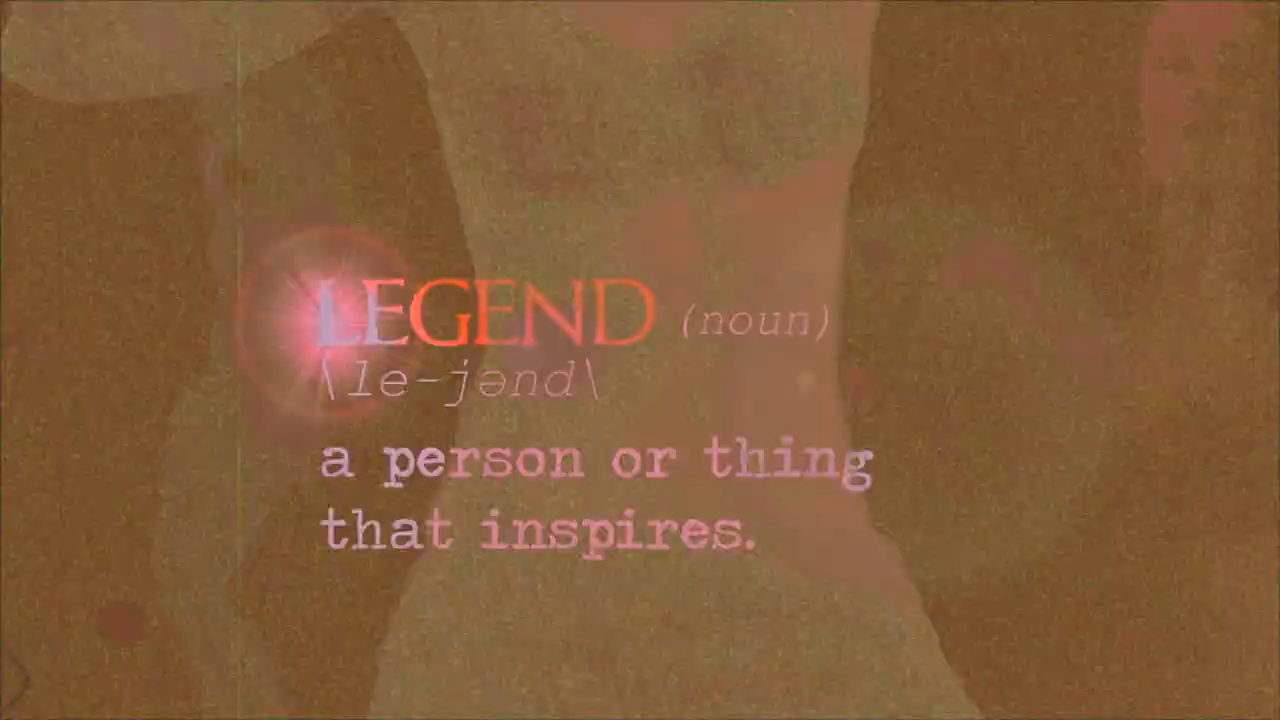 LEGEND (noun)
\le-jənd\
a person or thing
that inspires.